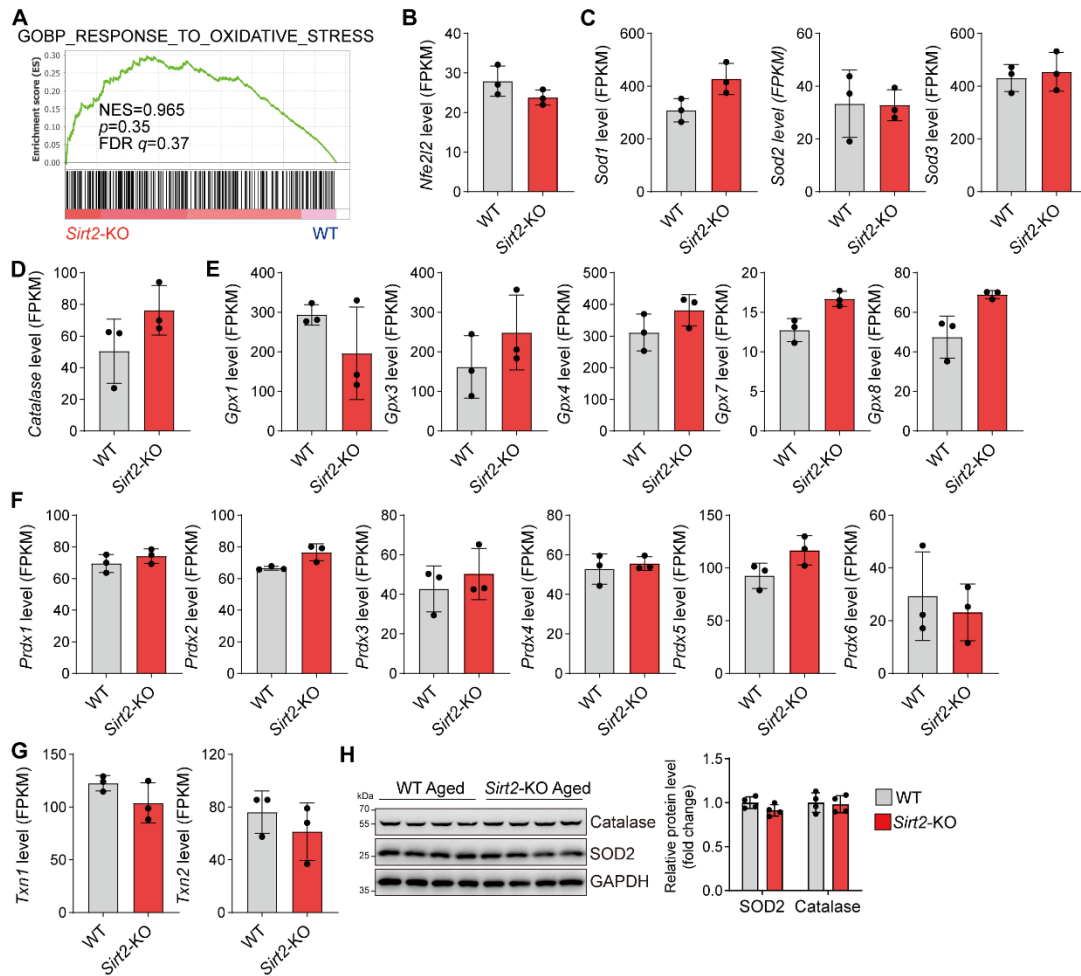 A
GOBP_RESPONSE_TO_OXIDATIVE_STRESS
Enrichment score (ES)
0.30
0.25
0.20
0.15
0.10
0.05
0.00
NES=0.965
p=0.35
FDR q=0.37
Sirt2-KO
WT
B
Nfe2l2 level (FPKM)
40
30
20
10
0
WT
Sirt2-KO
C
Sod1 level (FPKM)
600
400
200
0
WT
Sirt2-KO
Sod2 level (FPKM)
60
40
20
0
WT
Sirt2-KO
Sod3 level (FPKM)
600
400
200
0
WT
Sirt2-KO
D
Catalase level (FPKM)
100
80
60
40
20
0
WT
Sirt2-KO
E
Gpx1 level (FPKM)
400
300
200
100
0
WT
Sirt2-KO
Gpx3 level (FPKM)
400
300
200
100
0
WT
Sirt2-KO
Gpx4 level (FPKM)
500
400
300
200
100
0
WT
Sirt2-KO
Gpx7 level (FPKM)
20
15
10
5
0
WT
Sirt2-KO
Gpx8 level (FPKM)
80
60
40
20
0
WT
Sirt2-KO
F
Prdx1 level (FPKM)
100
80
60
40
20
0
WT
Sirt2-KO
Prdx2 level (FPKM)
100
80
60
40
20
0
WT
Sirt2-KO
Prdx3 level (FPKM)
80
60
40
20
0
WT
Sirt2-KO
Prdx4 level (FPKM)
80
60
40
20
0
WT
Sirt2-KO
Prdx5 level (FPKM)
150
100
50
0
WT
Sirt2-KO
Prdx6 level (FPKM)
60
40
20
0
WT
Sirt2-KO
G
Txn1 level (FPKM)
150
100
50
0
WT
Sirt2-KO
Txn2 level (FPKM)
120
80
40
0
WT
Sirt2-KO
H
WT Aged
Sirt2-KO Aged
kDa
70
55
Catalase
25
SOD2
35
GAPDH
Relative protein level
(fold change)
1.5
1.0
0.5
0.0
SOD2
Catalase
WT
Sirt2-KO